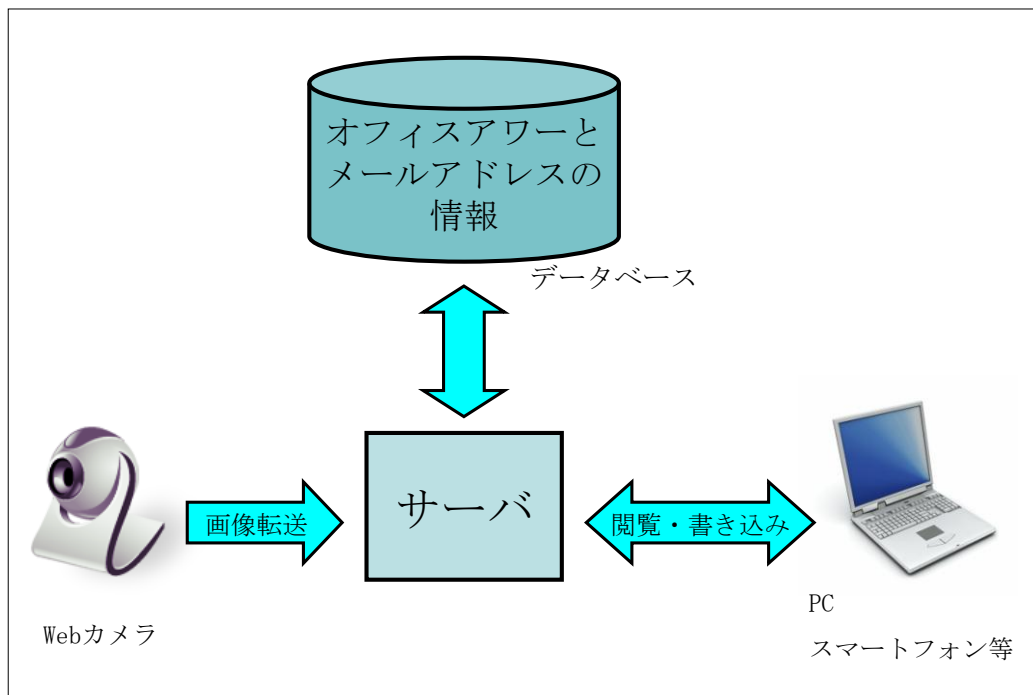 オフィスアワーと
メールアドレスの
情報
データベース
サーバ
画像転送
閲覧・書き込み
Webカメラ
PC
スマートフォン等